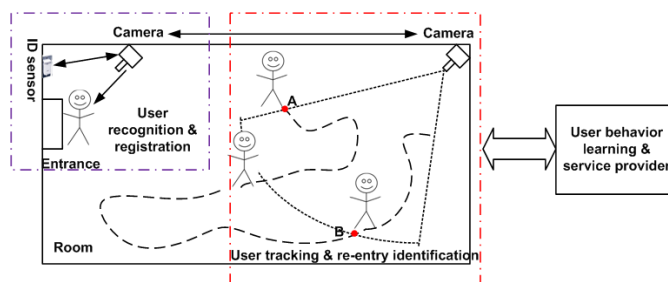 Camera
Camera
ID sensor
A
User
recognition &
registration
Entrance
User behavior
learning &
service provider
B
Room
User tracking & re-entry identification